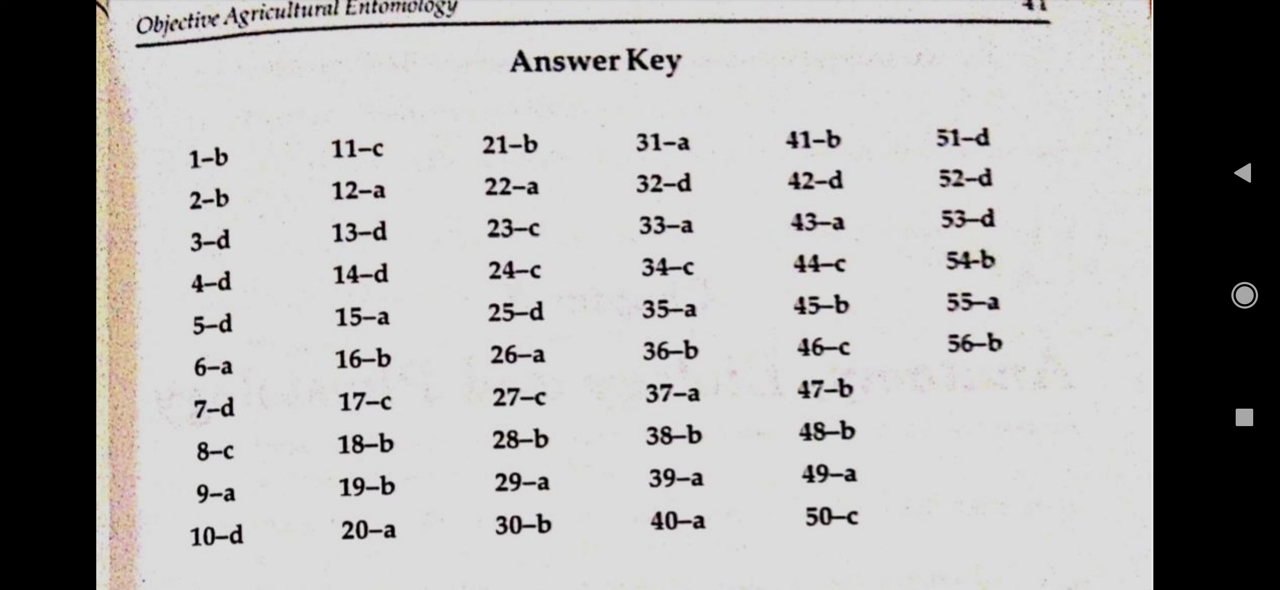 Objective Agricultural Entomology
41
Answer Key
1–b 11–c 21–b 31–a 41–b 51–d
2–b 12–a 22–a 32–d 42–d 52–d
3–d 13–d 23–c 33–a 43–a 53–d
4–d 14–d 24–c 34–c 44–c 54-b
5–d 15–a 25–d 35–a 45–b 55–a
6–a 16–b 26–a 36–b 46–c 56–b
7–d 17–c 27–c 37–a 47–b
8–c 18–b 28–b 38–b 48–b
9–a 19–b 29–a 39–a 49–a
10–d 20–a 30–b 40–a 50–c